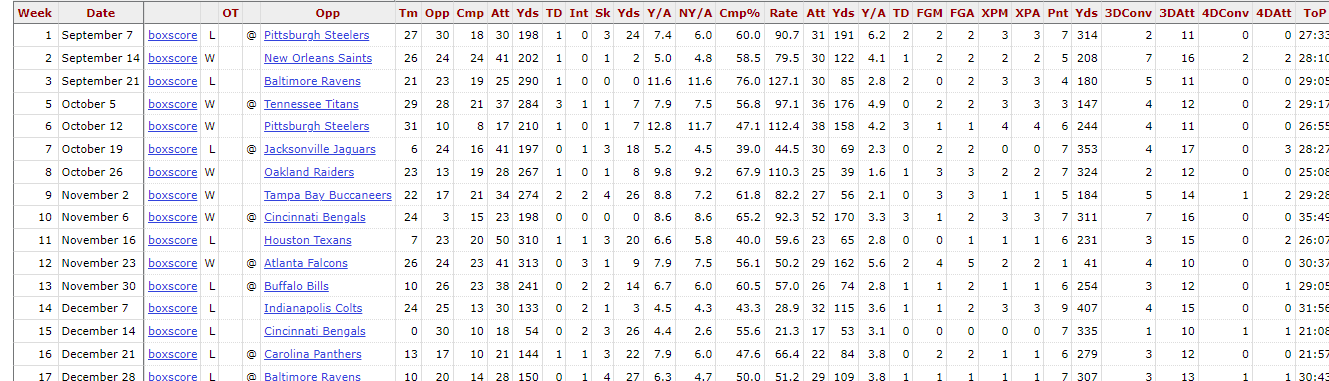 Week Date OT Opp Tm Opp Cmp Att Yds TD Int Sk Yds Y/A NY/A Cmp% Rate Att Yds Y/A TD FGM FGA XPM XPA Pnt Yds 3DConv 3DAtt 4DConv 4DAtt ToP
1 September 7 boxscore L @ Pittsburgh Steelers 27 30 18 30 198 1 0 3 24 7.4 6.0 60.0 90.7 31 191 6.2 2 2 2 3 3 7 314 2 11 0 0 27:33
2 September 14 boxscore W New Orleans Saints 26 24 24 41 202 1 0 1 2 5.0 4.8 58.5 79.5 30 122 4.1 1 2 2 2 2 5 208 7 16 2 2 28:10
3 September 21 boxscore L Baltimore Ravens 21 23 19 25 290 1 0 0 0 11.6 11.6 76.0 127.1 30 85 2.8 2 0 2 3 3 4 180 5 11 0 0 29:05
5 October 5 boxscore W @ Tennessee Titans 29 28 21 37 284 3 1 1 7 7.9 7.5 56.8 97.1 36 176 4.9 0 2 2 3 3 3 147 4 12 0 2 29:17
6 October 12 boxscore W Pittsburgh Steelers 31 10 8 17 210 1 0 1 7 12.8 11.7 47.1 112.4 38 158 4.2 3 1 1 4 4 6 244 4 11 0 0 26:55
7 October 19 boxscore L @ Jacksonville Jaguars 6 24 16 41 197 0 1 3 18 5.2 4.5 39.0 44.5 30 69 2.3 0 2 2 0 0 7 353 4 17 0 3 28:27
8 October 26 boxscore W Oakland Raiders 23 13 19 28 267 1 0 1 8 9.8 9.2 67.9 110.3 25 39 1.6 1 3 3 2 2 7 324 2 12 0 0 25:08
9 November 2 boxscore W Tampa Bay Buccaneers 22 17 21 34 274 2 2 4 26 8.8 7.2 61.8 82.2 27 56 2.1 0 3 3 1 1 5 184 5 14 1 2 29:28
10 November 6 boxscore W @ Cincinnati Bengals 24 3 15 23 198 0 0 0 0 8.6 8.6 65.2 92.3 52 170 3.3 3 1 2 3 3 7 311 7 16 0 0 35:49
11 November 16 boxscore L Houston Texans 7 23 20 50 310 1 1 3 20 6.6 5.8 40.0 59.6 23 65 2.8 0 0 1 1 1 6 231 3 15 0 2 26:07
12 November 23 boxscore W @ Atlanta Falcons 26 24 23 41 313 0 3 1 9 7.9 7.5 56.1 50.2 29 162 5.6 2 4 5 2 2 1 41 4 10 0 0 30:37
13 November 30 boxscore L @ Buffalo Bills 10 26 23 38 241 0 2 2 14 6.7 6.0 60.5 57.0 26 74 2.8 1 1 2 1 1 6 254 3 12 0 1 29:05
14 December 7 boxscore L Indianapolis Colts 24 25 13 30 133 0 2 1 3 4.5 4.3 43.3 28.9 32 115 3.6 1 1 2 3 3 9 407 4 15 0 0 31:56
15 December 14 boxscore L Cincinnati Bengals 0 30 10 18 54 0 2 3 26 4.4 2.6 55.6 21.3 17 53 3.1 0 0 0 0 0 7 335 1 10 1 1 21:08
16 December 21 boxscore L @ Carolina Panthers 13 17 10 21 144 1 1 3 22 7.9 6.0 47.6 66.4 22 84 3.8 0 2 2 1 1 6 279 3 12 0 0 21:57
17 December 28 boxscore L @ Baltimore Ravens 10 20 14 28 150 0 1 4 27 6.3 4.7 50.0 51.2 29 109 3.8 1 1 1 1 1 7 307 3 13 0 1 30:43